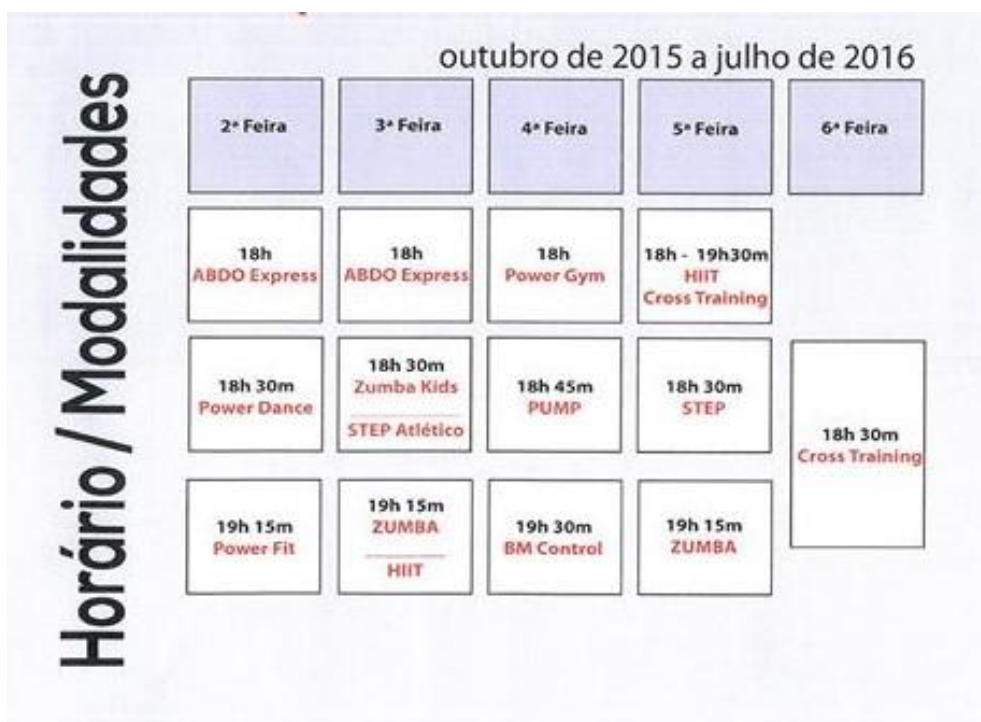 outubro de 2015 a julho de 2016
Horário / Modalidades
2ª Feira
3ª Feira
4ª Feira
5ª Feira
6ª Feira
18h
ABDO Express
18h
ABDO Express
18h
Power Gym
18h - 19h30m
HIIT
Cross Training
18h 30m
Power Dance
18h 30m
Zumba Kids
STEP Atlético
18h 45m
PUMP
18h 30m
STEP
18h 30m
Cross Training
19h 15m
Power Fit
19h 15m
ZUMBA
HIIT
19h 30m
BM Control
19h 15m
ZUMBA